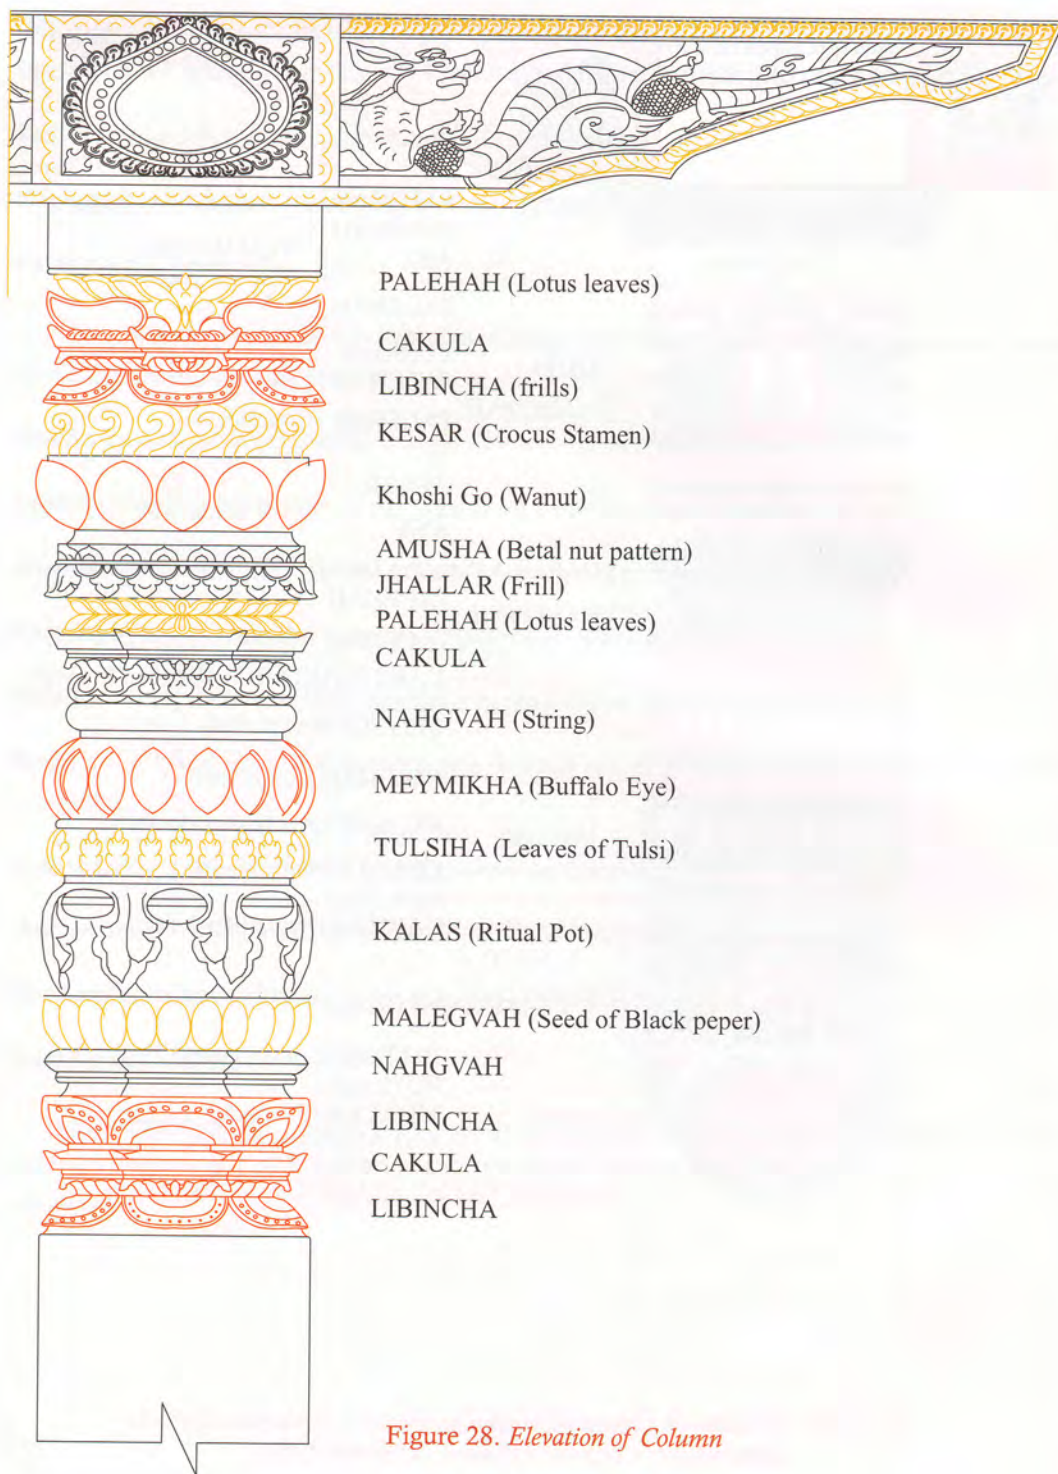 PALEHAH (Lotus leaves)
CAKULA
LIBINCHA (frills)
KESAR (Crocus Stamen)
Khoshi Go (Wanut)
AMUSHA (Betal nut pattern)
JHALLAR (Frill)
PALEHAH (Lotus leaves)
CAKULA
NAHGVAH (String)
MEYMIKHA (Buffalo Eye)
TULSIHA (Leaves of Tulsi)
KALAS (Ritual Pot)
MALEGVAH (Seed of Black peper)
NAHGVAH
LIBINCHA
CAKULA
LIBINCHA
Figure 28. Elevation of Column